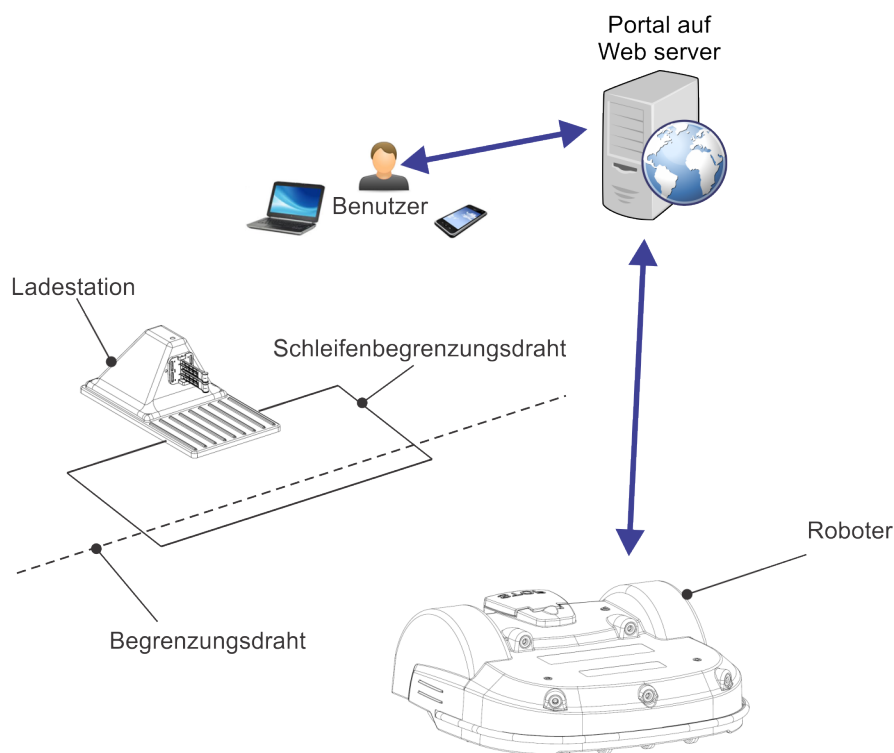 Portal auf
Web server
Benutzer
Ladestation
Schleifenbegrenzungsdraht
Roboter
Begrenzungsdraht